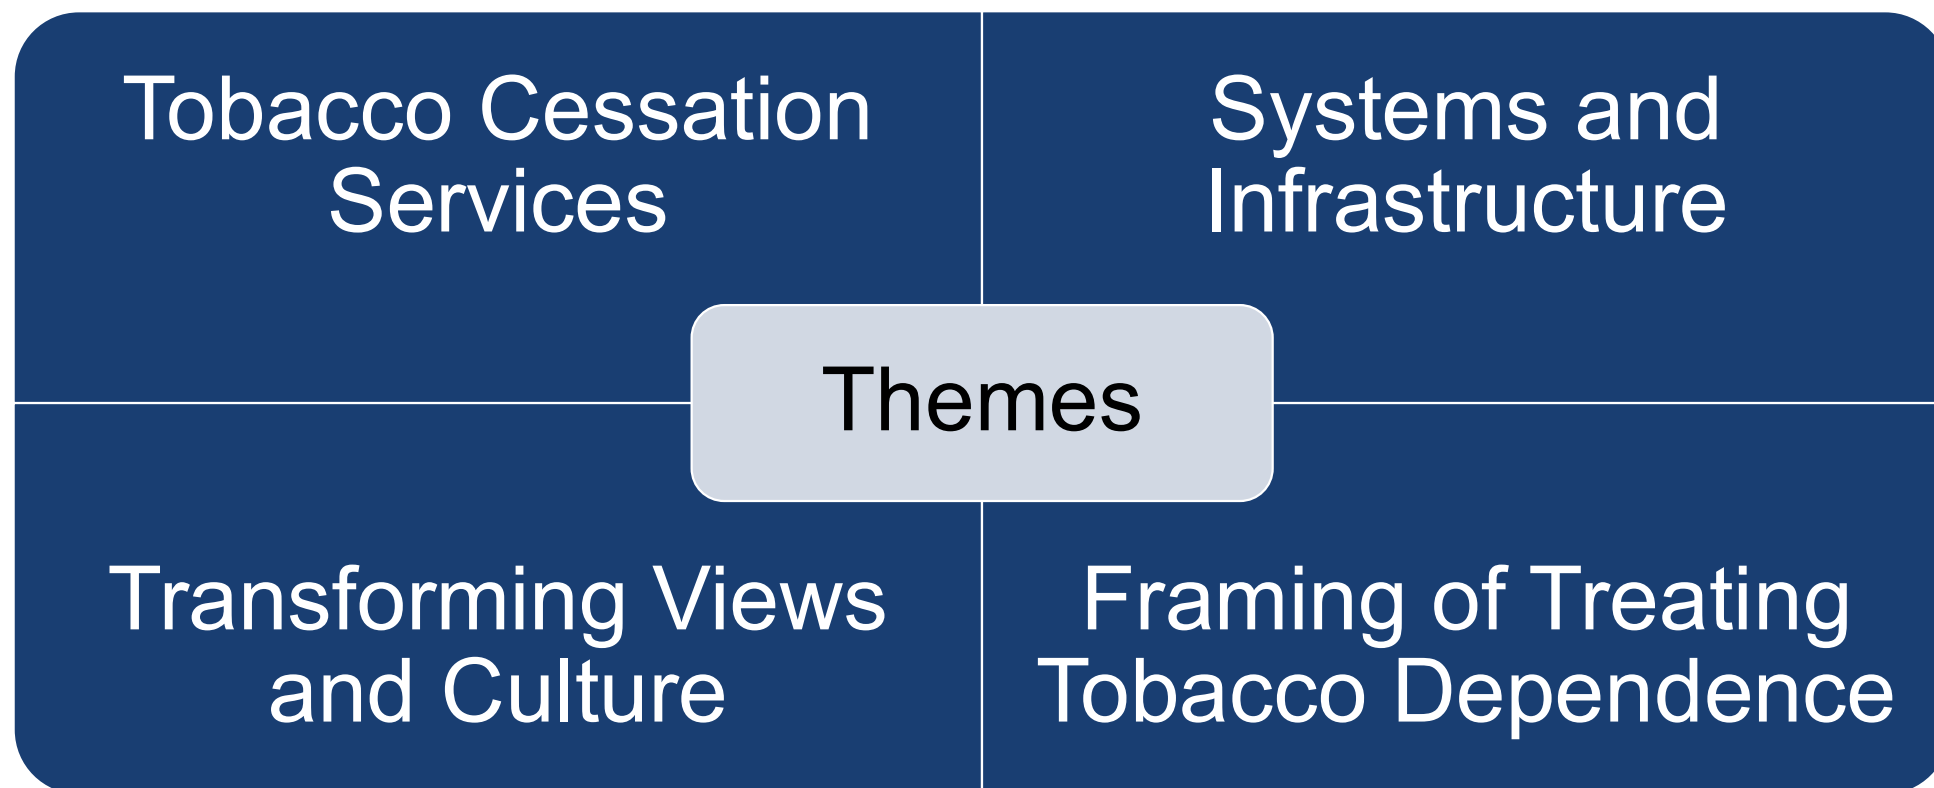 Tobacco Cessation
Services
Systems and
Infrastructure
Themes
Transforming Views
and Culture
Framing of Treating
Tobacco Dependence